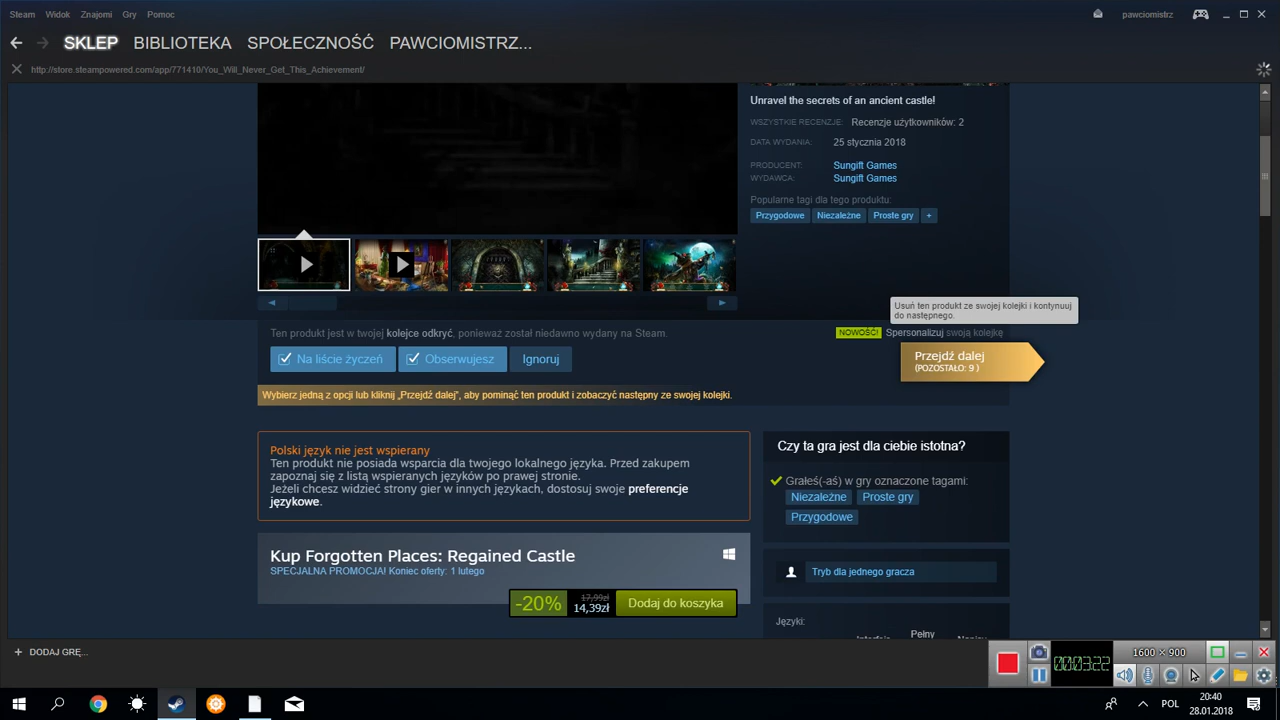 Steam Widok Znajomi Gry Pomoc
pawciomistrz
SKLEP BIBLIOTEKA SPOŁECZNOŚĆ PAWCIOMISTRZ...
http://store.steampowered.com/app/771410/You_Will_Never_Get_This_Achievement/
Unravel the secrets of an ancient castle!
WSZYSTKIE RECENZJE: Recenzje użytkowników: 2
DATA WYDANIA: 25 stycznia 2018
PRODUCENT: Sungift Games
WYDAWCA: Sungift Games
Popularne tagi dla tego produktu:
Przygodowe Niezależne Proste gry +
Usuń ten produkt ze swojej kolejki i kontynuuj
do następnego.
Ten produkt jest w twojej kolejce odkryć, ponieważ został niedawno wydany na Steam.
NOWOŚĆ! Spersonalizuj swoją kolejkę
Na liście życzeń Obserwujesz Ignoruj
Przejdź dalej
(POZOSTAŁO: 9 )
Wybierz jedną z opcji lub kliknij „Przejdź dalej”, aby pominąć ten produkt i zobaczyć następny ze swojej kolejki.
Polski język nie jest wspierany
Ten produkt nie posiada wsparcia dla twojego lokalnego języka. Przed zakupem
zapoznaj się z listą wspieranych języków po prawej stronie.
Jeżeli chcesz widzieć strony gier w innych językach, dostosuj swoje preferencje
językowe.
Czy ta gra jest dla ciebie istotna?
Grałeś(-aś) w gry oznaczone tagami:
Niezależne Proste gry
Przygodowe
Kup Forgotten Places: Regained Castle
SPECJALNA PROMOCJA! Koniec oferty: 1 lutego
-20% 17,99zł
14,39zł
Dodaj do koszyka
Tryb dla jednego gracza
Języki:
Pełny
DODAJ GRĘ...
000322
1600 × 900
POL
20:40
28.01.2018